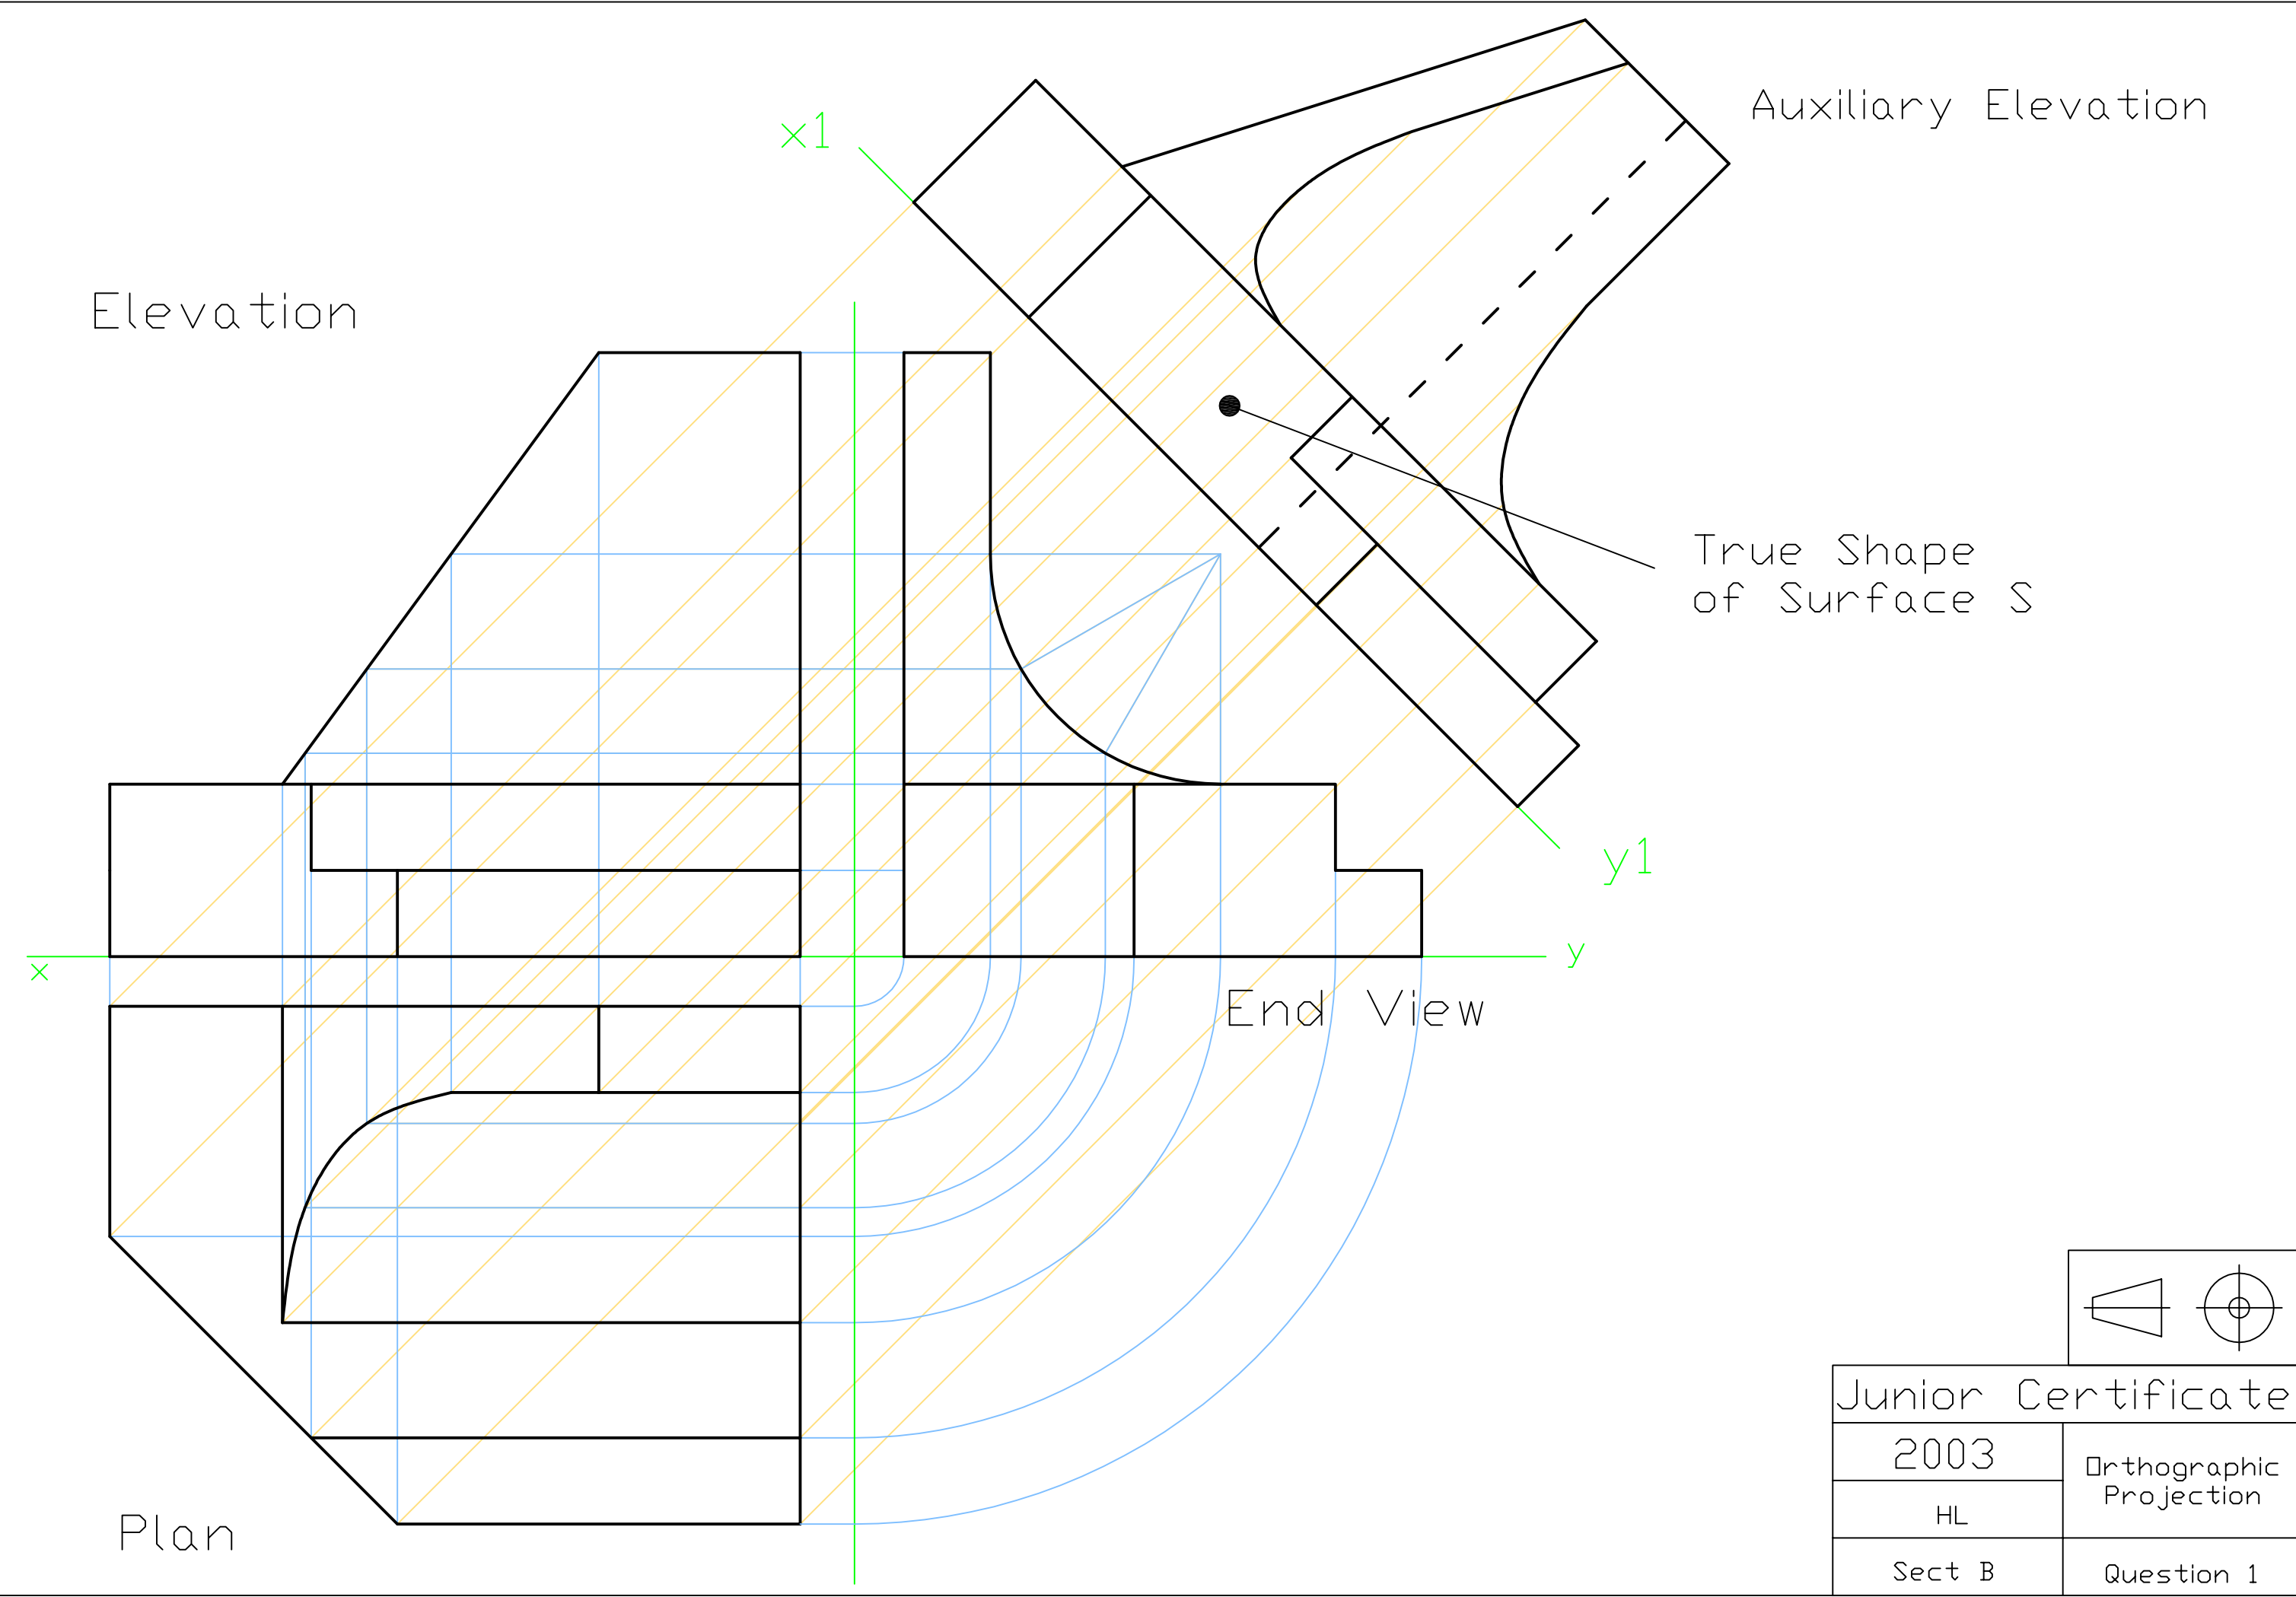 Auxiliary Elevation
x1
Elevation
True Shape
of Surface S
y1
x
y
End View
Plan
Junior Certificate
2003
Orthographic
Projection
HL
Sect B
Question 1